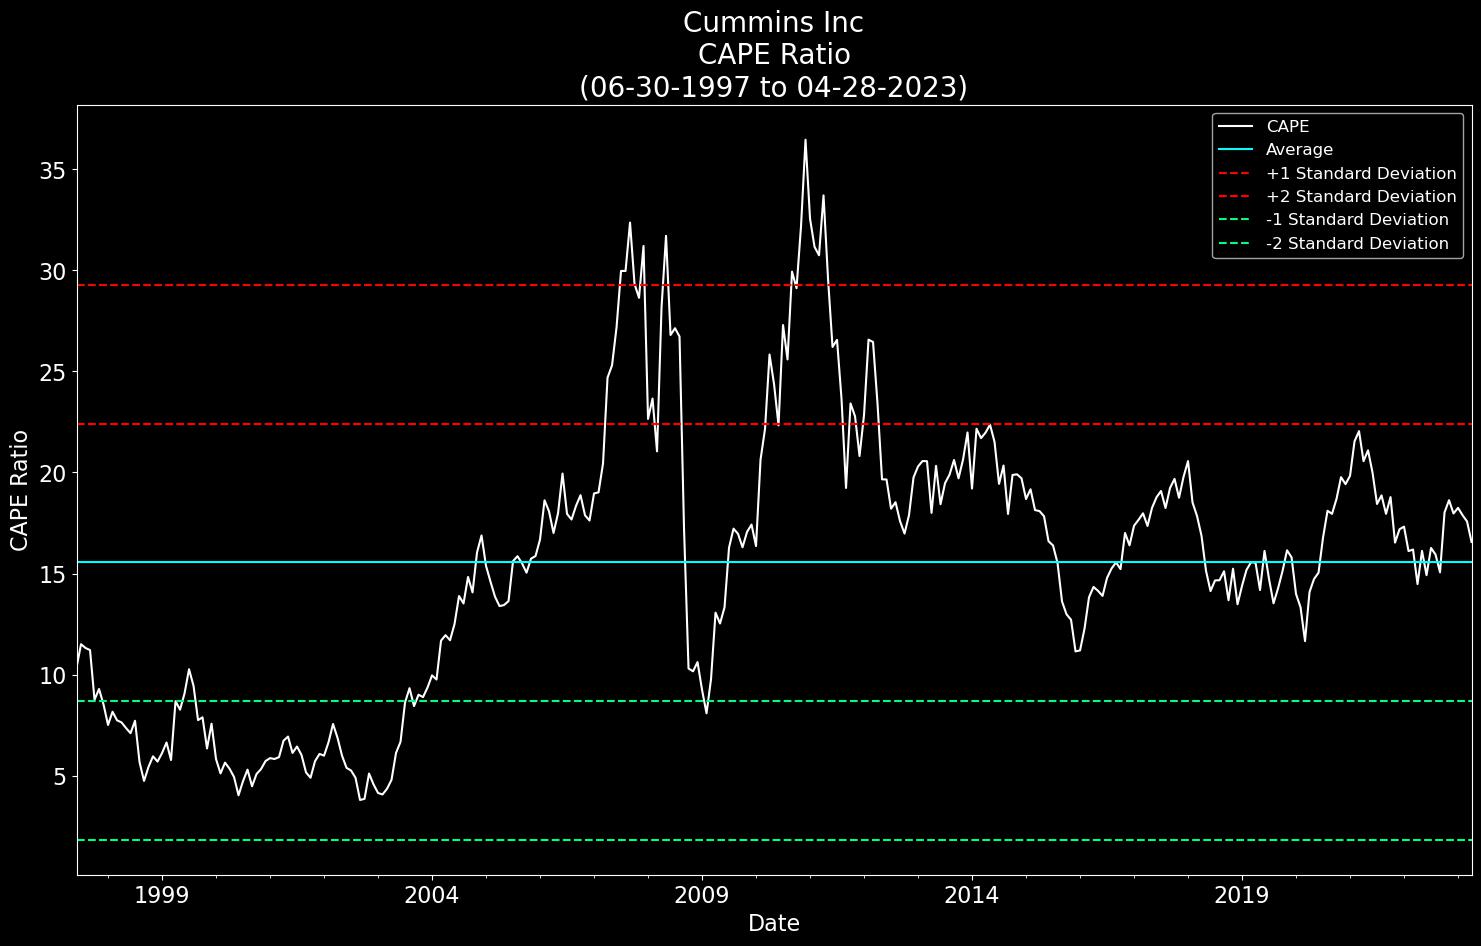 Cummins Inc
CAPE Ratio
(06-30-1997 to 04-28-2023)
CAPE
Average
+1 Standard Deviation
+2 Standard Deviation
-1 Standard Deviation
-2 Standard Deviation
35
30
25
20
15
10
5
CAPE Ratio
1999
2004
2009
2014
2019
Date